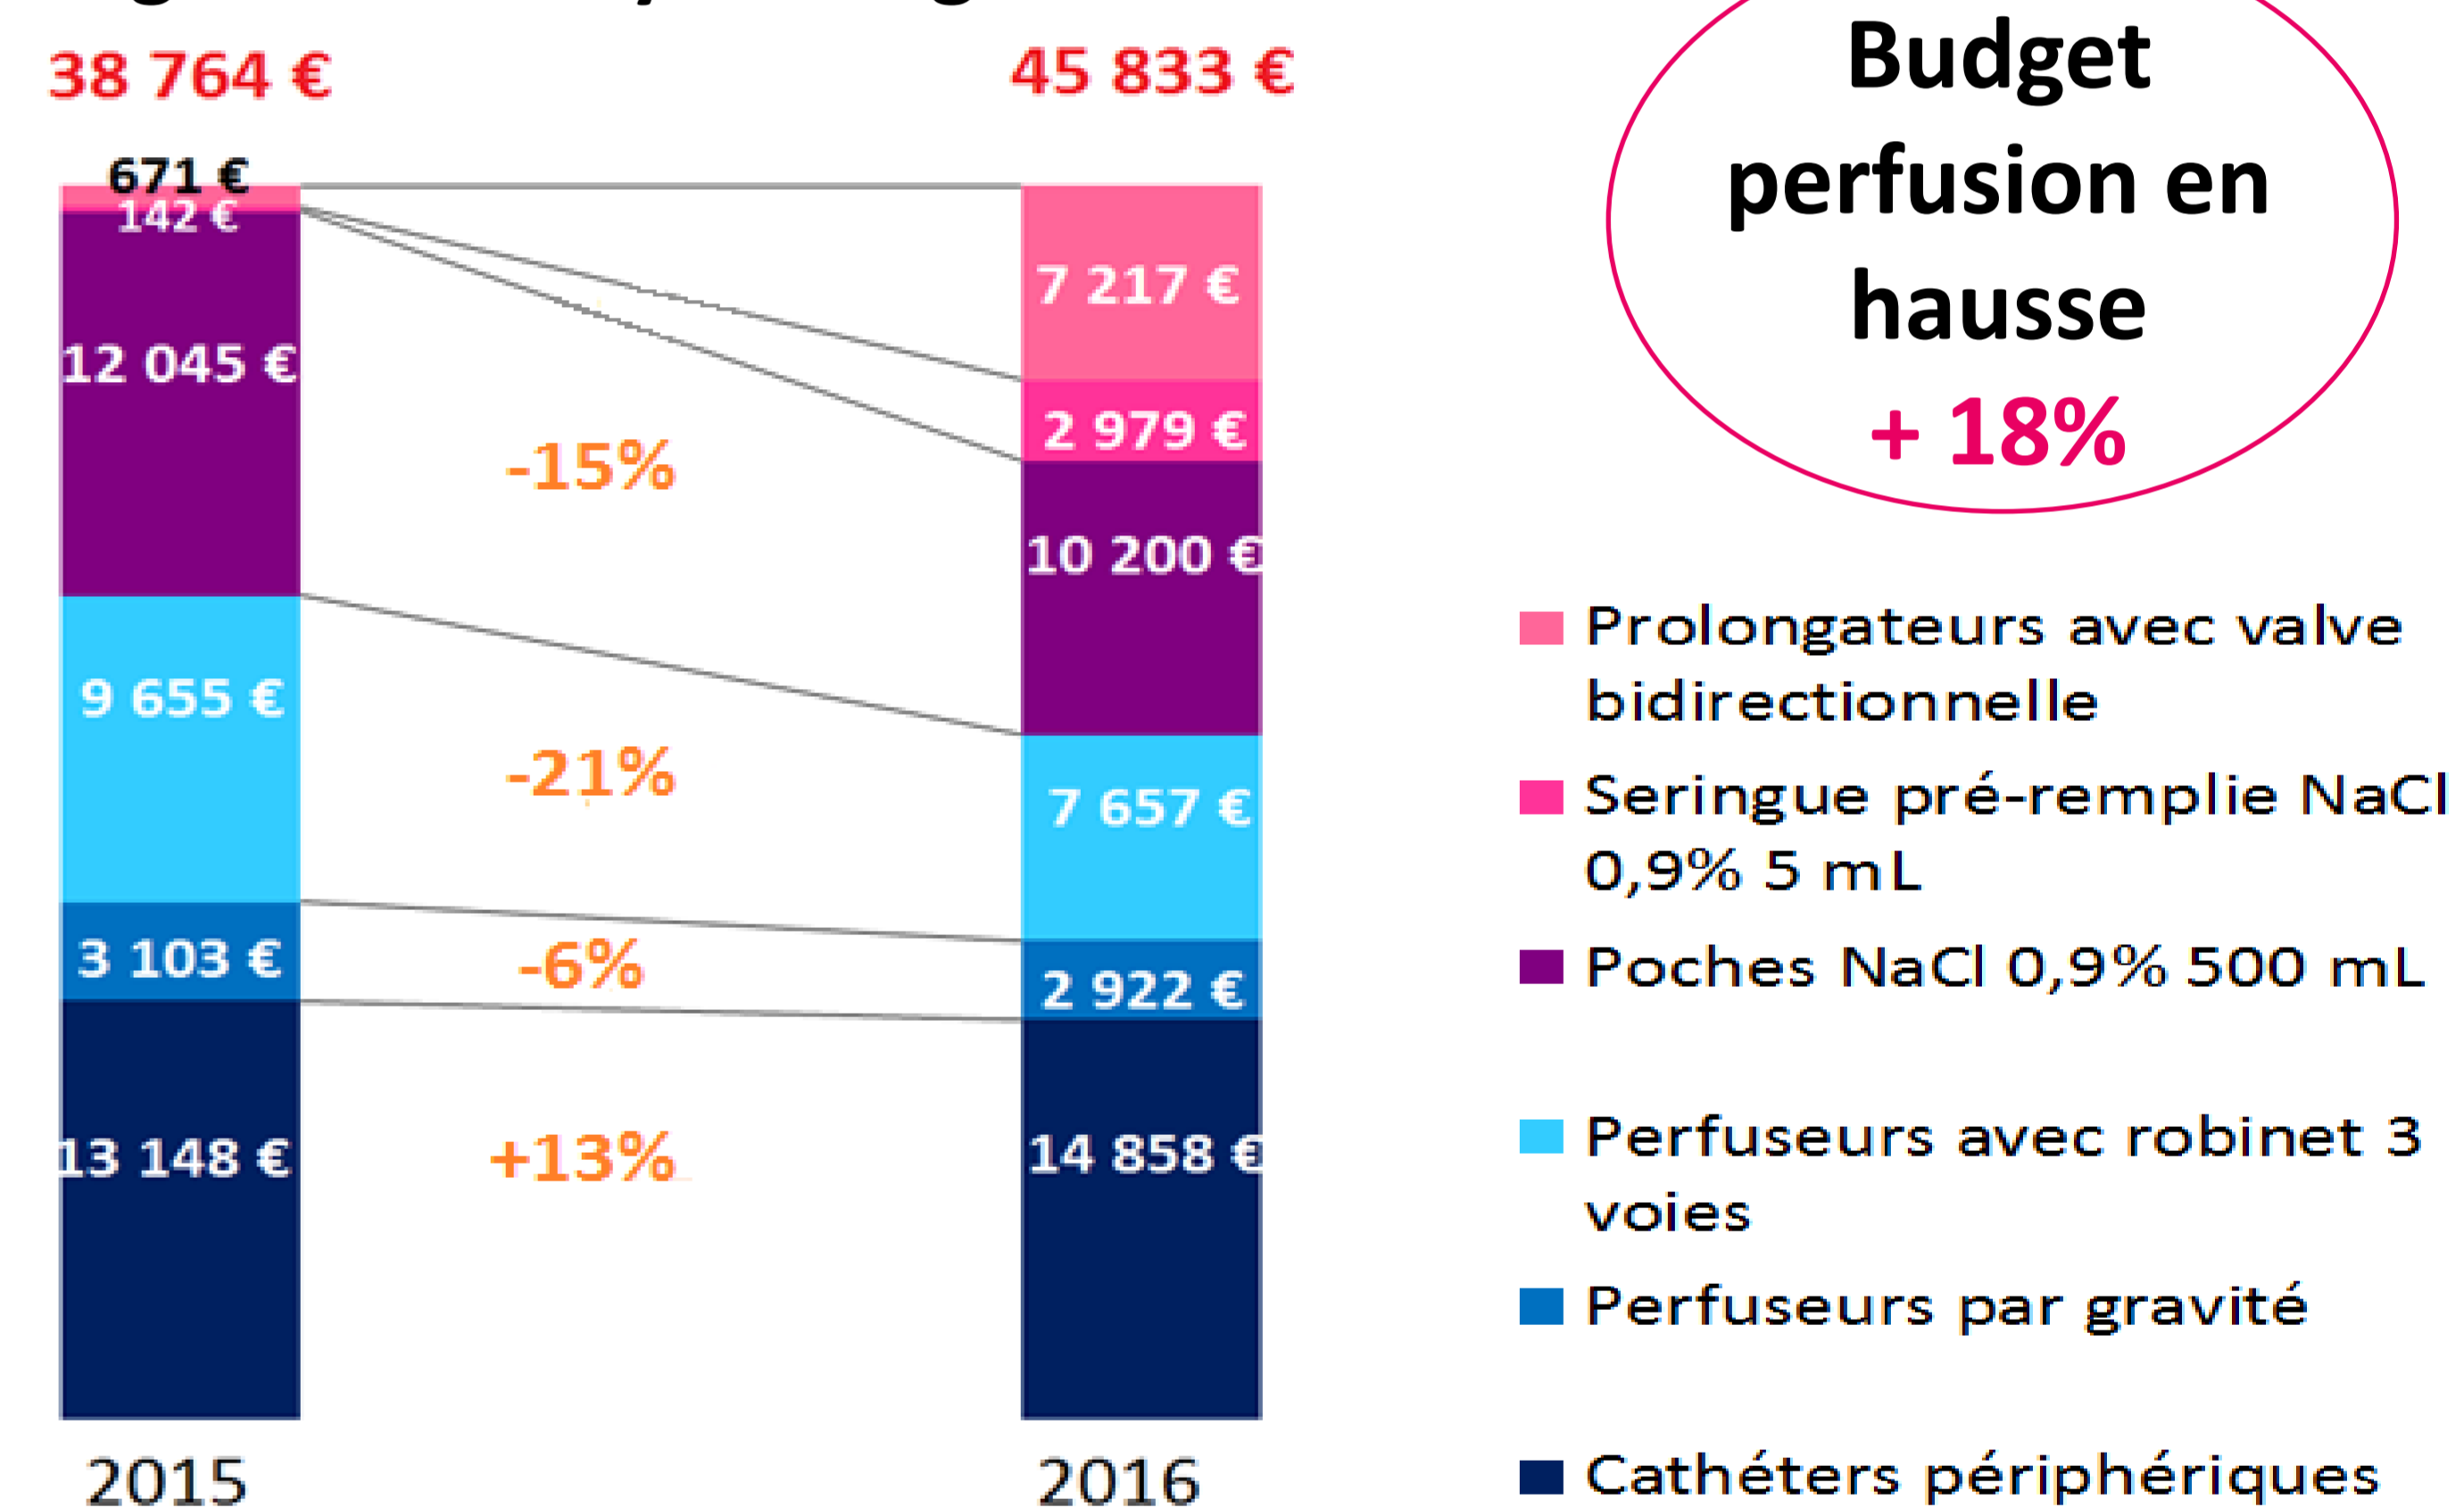 38 764 €
45 833 €
671 €
142 €
12 045 €
9 655 €
3 103 €
13 148 €
-15%
-21%
-6%
+13%
7 217 €
2 979 €
10 200 €
7 657 €
2 922 €
14 858 €
2015
2016
Budget
perfusion en
hausse
+ 18%
Prolongateurs avec valve
bidirectionnelle
Seringue pré-remplie NaCl
0,9% 5 mL
Poches NaCl 0,9% 500 mL
Perfuseurs avec robinet 3
voies
Perfuseurs par gravité
Cathéters périphériques